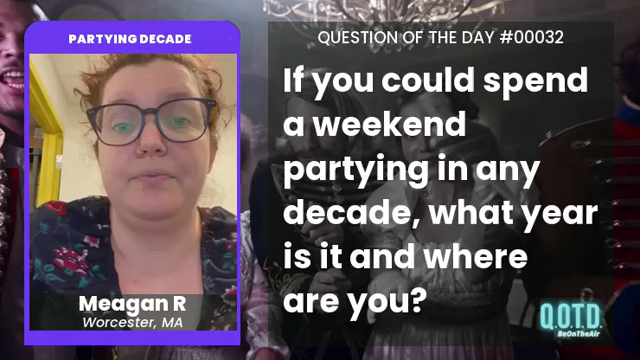 PARTYING DECADE
Meagan R
Worcester, MA
QUESTION OF THE DAY #00032
If you could spend
a weekend
partying in any
decade, what year
is it and where
are you?
Q.O.T.D.
BeOnTheAir